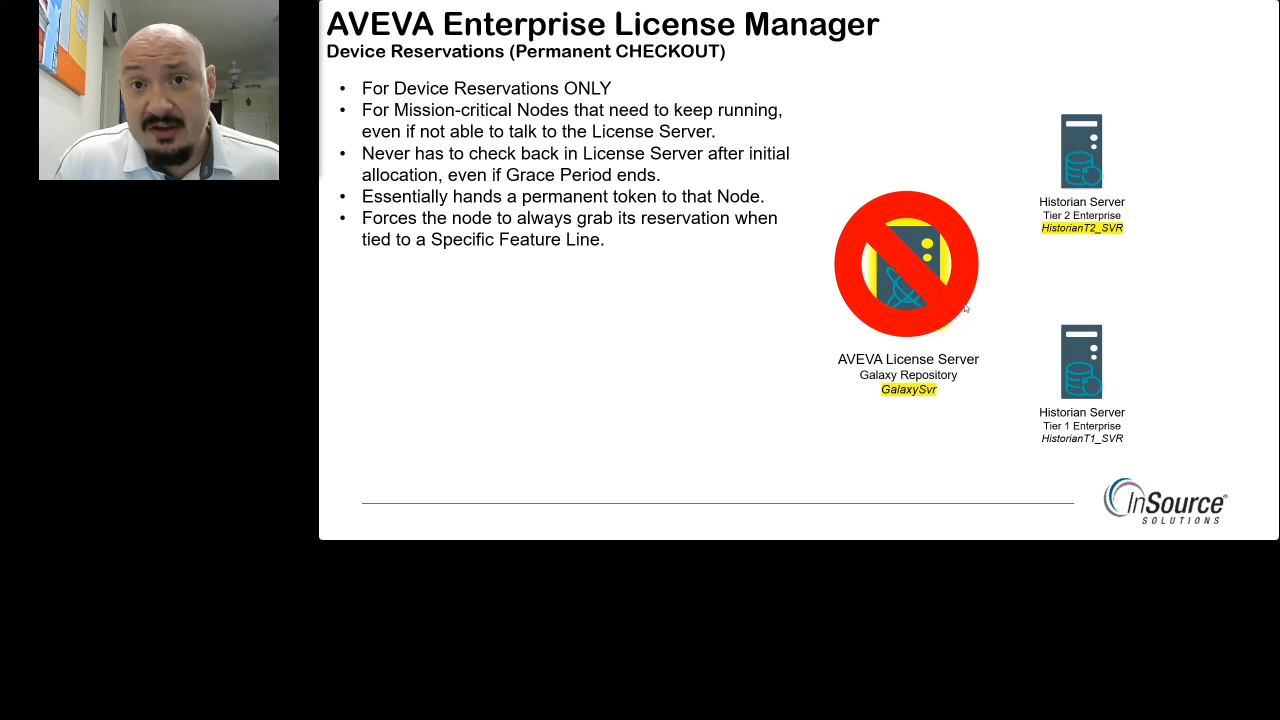 AVEVA Enterprise License Manager
Device Reservations (Permanent CHECKOUT)
• For Device Reservations ONLY
• For Mission-critical Nodes that need to keep running,
even if not able to talk to the License Server.
• Never has to check back in License Server after initial
allocation, even if Grace Period ends.
• Essentially hands a permanent token to that Node.
• Forces the node to always grab its reservation when
tied to a Specific Feature Line.
Historian Server
Tier 2 Enterprise
HistorianT2_SVR
AVEVA License Server
Galaxy Repository
GalaxySvr
Historian Server
Tier 1 Enterprise
HistorianT1_SVR
InSource®
SOLUTIONS